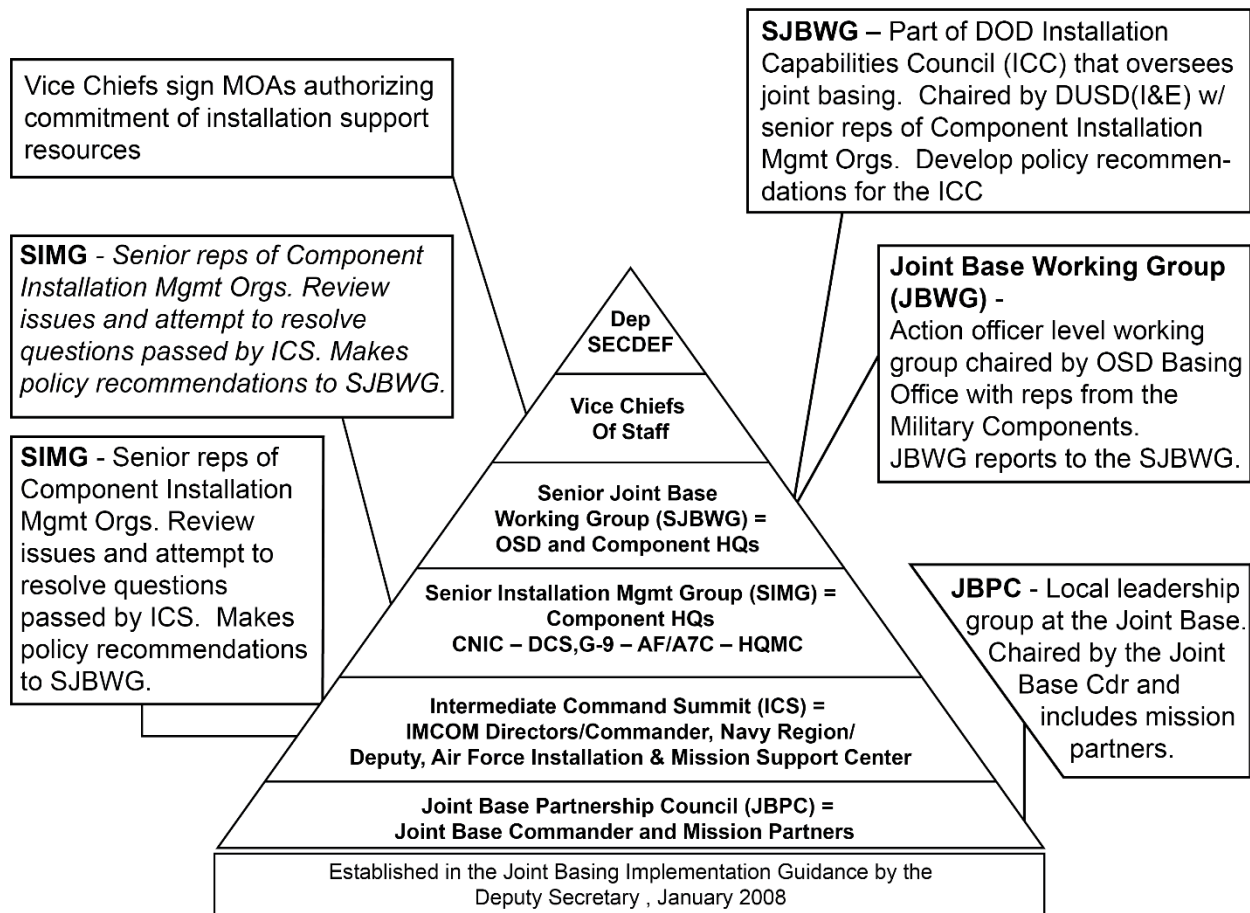 Vice Chiefs sign MOAs authorizing
commitment of installation support
resources
SIMG - Senior reps of Component
Installation Mgmt Orgs. Review
issues and attempt to resolve
questions passed by ICS. Makes
policy recommendations to SJBWG.
SIMG - Senior reps of
Component Installation
Mgmt Orgs. Review
issues and attempt to
resolve questions
passed by ICS.  Makes
policy recommendations
to SJBWG.
SJBWG – Part of DOD Installation
Capabilities Council (ICC) that oversees
joint basing.  Chaired by DUSD(I&E) w/
senior reps of Component Installation
Mgmt Orgs.  Develop policy recommen-
dations for the ICC
Joint Base Working Group
(JBWG) -
Action officer level working
group chaired by OSD Basing
Office with reps from the
Military Components.
JBWG reports to the SJBWG.
JBPC - Local leadership
group at the Joint Base.
Chaired by the Joint
Base Cdr and
includes mission
partners.
Dep
SECDEF
Vice Chiefs
Of Staff
Senior Joint Base
Working Group (SJBWG) =
OSD and Component HQs
Senior Installation Mgmt Group (SIMG) =
Component HQs
CNIC – DCS,G-9 – AF/A7C – HQMC
Intermediate Command Summit (ICS) =
IMCOM Directors/Commander, Navy Region/
Deputy, Air Force Installation & Mission Support Center
Joint Base Partnership Council (JBPC) =
Joint Base Commander and Mission Partners
Established in the Joint Basing Implementation Guidance by the
Deputy Secretary , January 2008